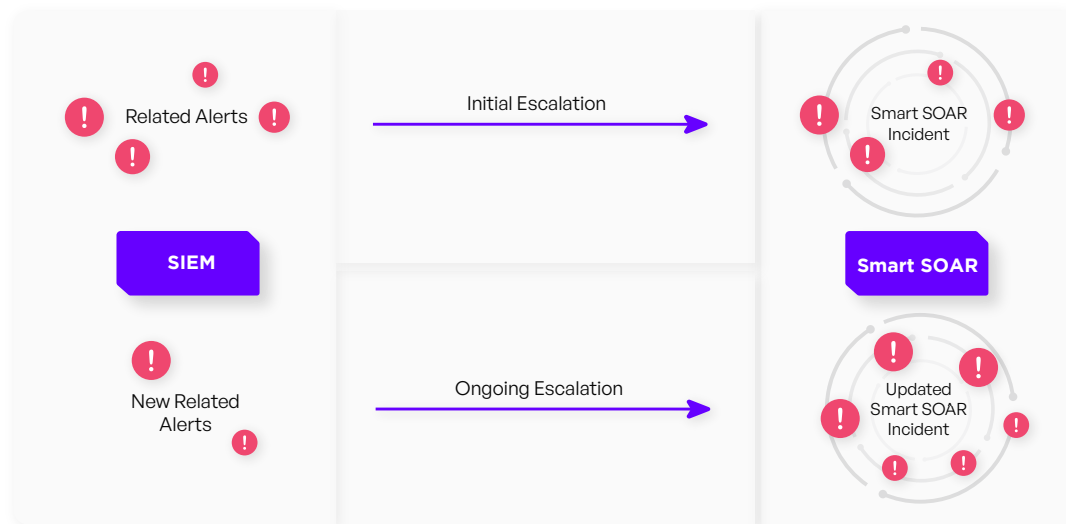 Related Alerts
Initial Escalation
Smart SOAR
Incident
SIEM
Smart SOAR
New Related
Alerts
Ongoing Escalation
Updated
Smart SOAR
Incident